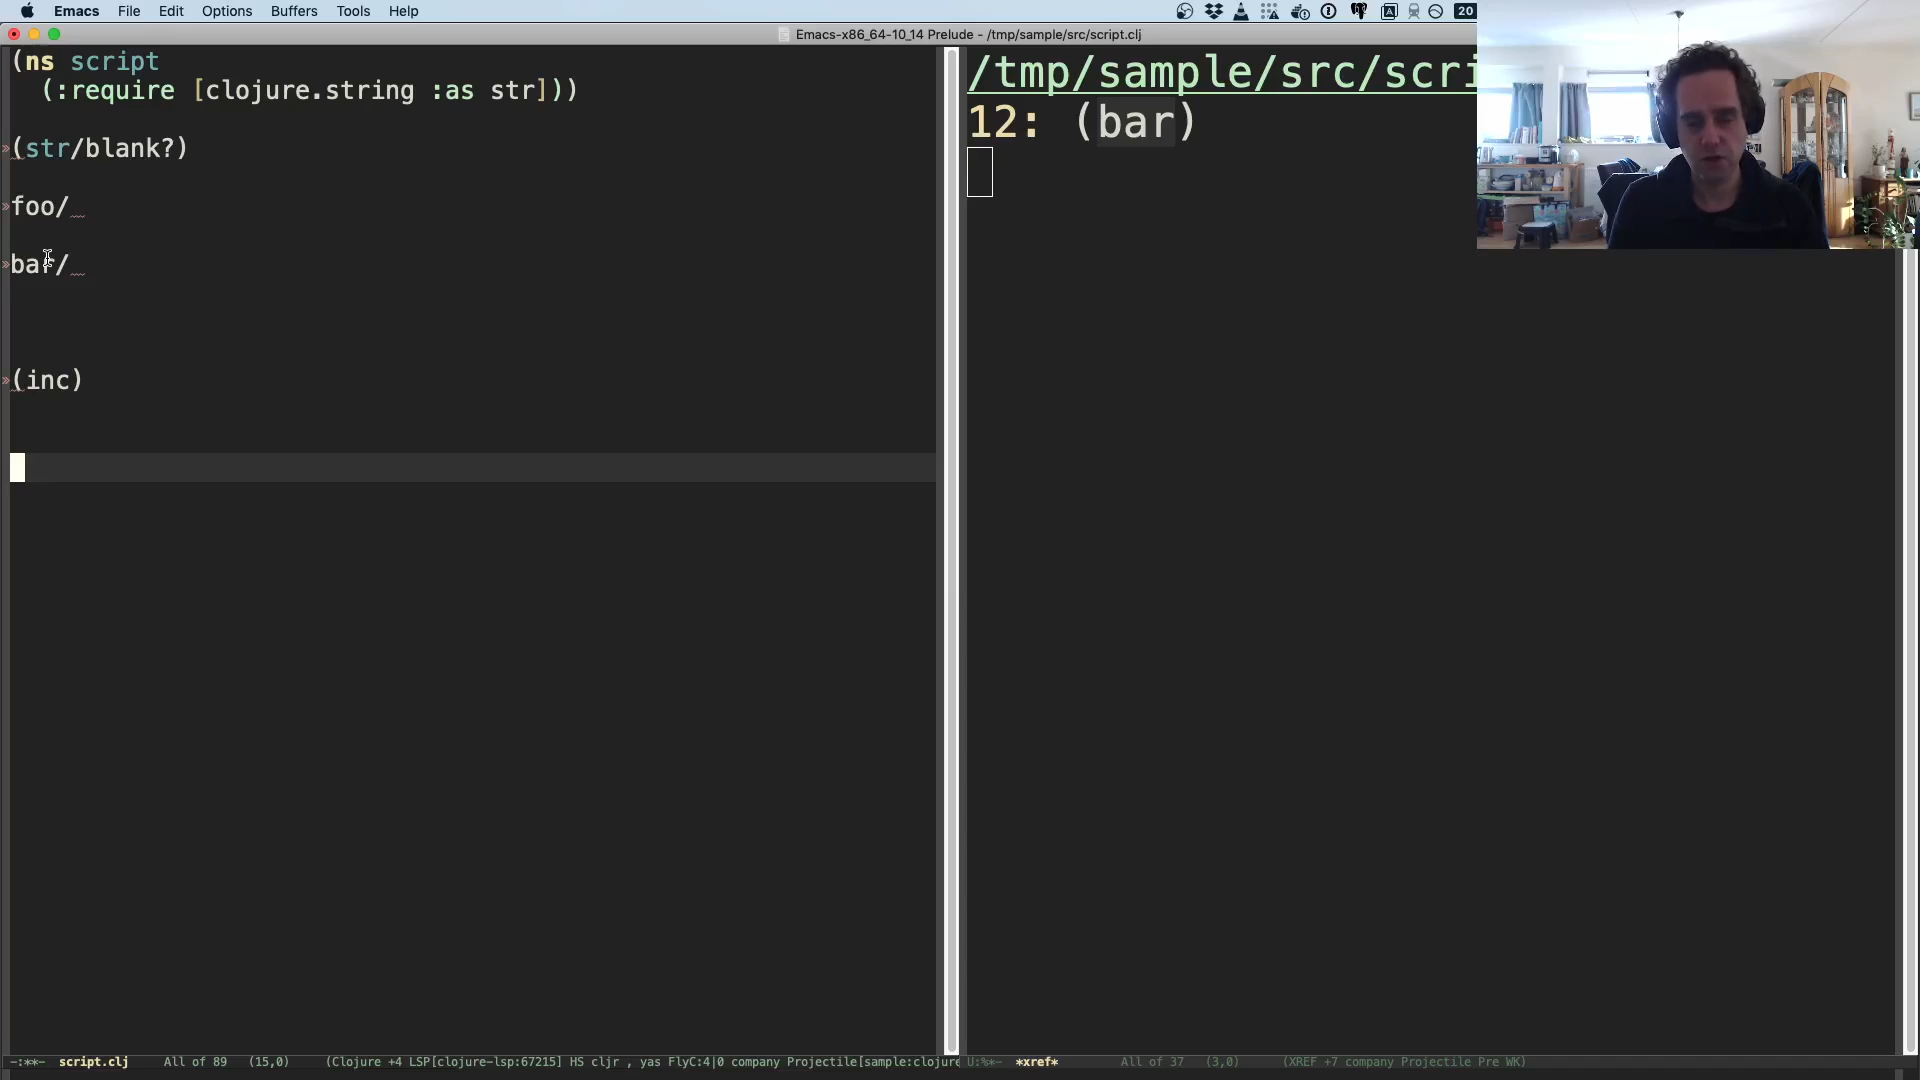 Emacs File Edit Options Buffers Tools Help
20
Emacs-x86_64-10_14 Prelude - /tmp/sample/src/script.clj
(ns script
(:require [clojure.string :as str]))
(str/blank?)
foo/
bar/
(inc)
/tmp/sample/src/scri
12: (bar)
-:**- script.clj All of 89 (15,0) (Clojure +4 LSP[clojure-lsp:67215] HS cljr , yas FlyC:4|0 company Projectile[sample:clojure
U:%*- *xref* All of 37 (3,0) (XREF +7 company Projectile Pre WK)